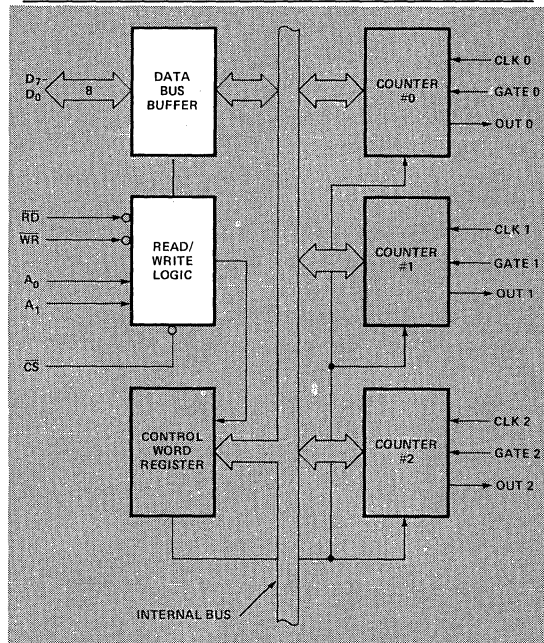 D7-
D0
8
DATA
BUS
BUFFER
RD
WR
A0
A1
CS
READ/
WRITE
LOGIC
CONTROL
WORD
REGISTER
INTERNAL BUS
COUNTER
#0
CLK 0
GATE 0
OUT 0
COUNTER
#1
CLK 1
GATE 1
OUT 1
COUNTER
#2
CLK 2
GATE 2
OUT 2